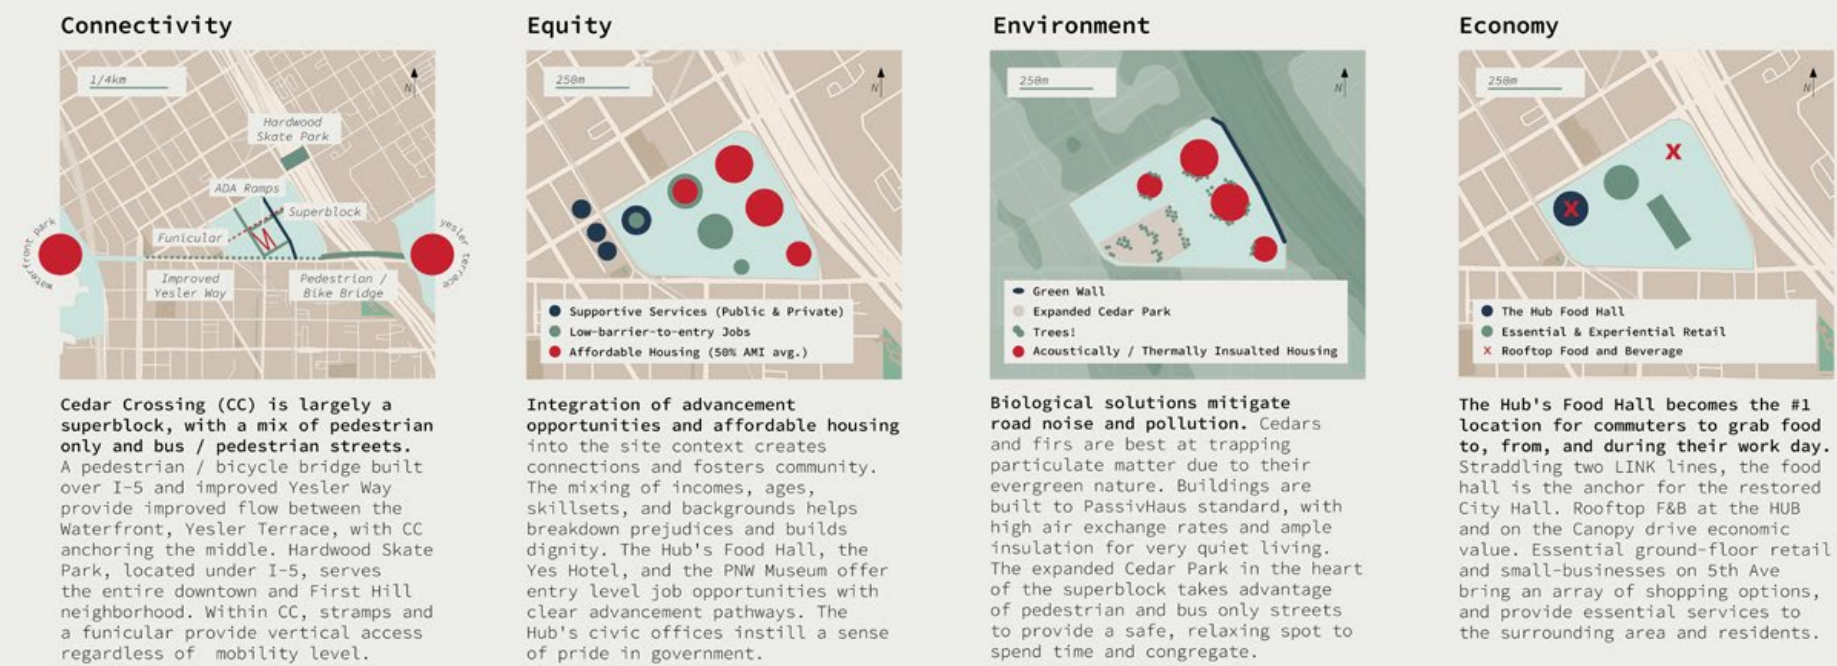 Connectivity
1/4km
N
Hardwood
Skate Park
ADA Ramps
Superblock
Funicular
waterfront park
yesler terrace
Improved
Yesler Way
Pedestrian /
Bike Bridge
Cedar Crossing (CC) is largely a
superblock, with a mix of pedestrian
only and bus / pedestrian streets.
A pedestrian / bicycle bridge built
over I-5 and improved Yesler Way
provide improved flow between the
Waterfront, Yesler Terrace, with CC
anchoring the middle. Hardwood Skate
Park, located under I-5, serves
the entire downtown and First Hill
neighborhood. Within CC, stramps and
a funicular provide vertical access
regardless of mobility level.
Equity
250m
N
Supportive Services (Public & Private)
Low-barrier-to-entry Jobs
Affordable Housing (50% AMI avg.)
Integration of advancement
opportunities and affordable housing
into the site context creates
connections and fosters community.
The mixing of incomes, ages,
skillsets, and backgrounds helps
breakdown prejudices and builds
dignity. The Hub's Food Hall, the
Yes Hotel, and the PNW Museum offer
entry level job opportunities with
clear advancement pathways. The
Hub's civic offices instill a sense
of pride in government.
Environment
250m
N
Green Wall
Expanded Cedar Park
Trees!
Acoustically / Thermally Insualted Housing
Biological solutions mitigate
road noise and pollution. Cedars
and firs are best at trapping
particulate matter due to their
evergreen nature. Buildings are
built to PassivHaus standard, with
high air exchange rates and ample
insulation for very quiet living.
The expanded Cedar Park in the heart
of the superblock takes advantage
of pedestrian and bus only streets
to provide a safe, relaxing spot to
spend time and congregate.
Economy
250m
N
X
X
The Hub Food Hall
Essential & Experiential Retail
X Rooftop Food and Beverage
The Hub's Food Hall becomes the #1
location for commuters to grab food
to, from, and during their work day.
Straddling two LINK lines, the food
hall is the anchor for the restored
City Hall. Rooftop F&B at the HUB
and on the Canopy drive economic
value. Essential ground-floor retail
and small-businesses on 5th Ave
bring an array of shopping options,
and provide essential services to
the surrounding area and residents.